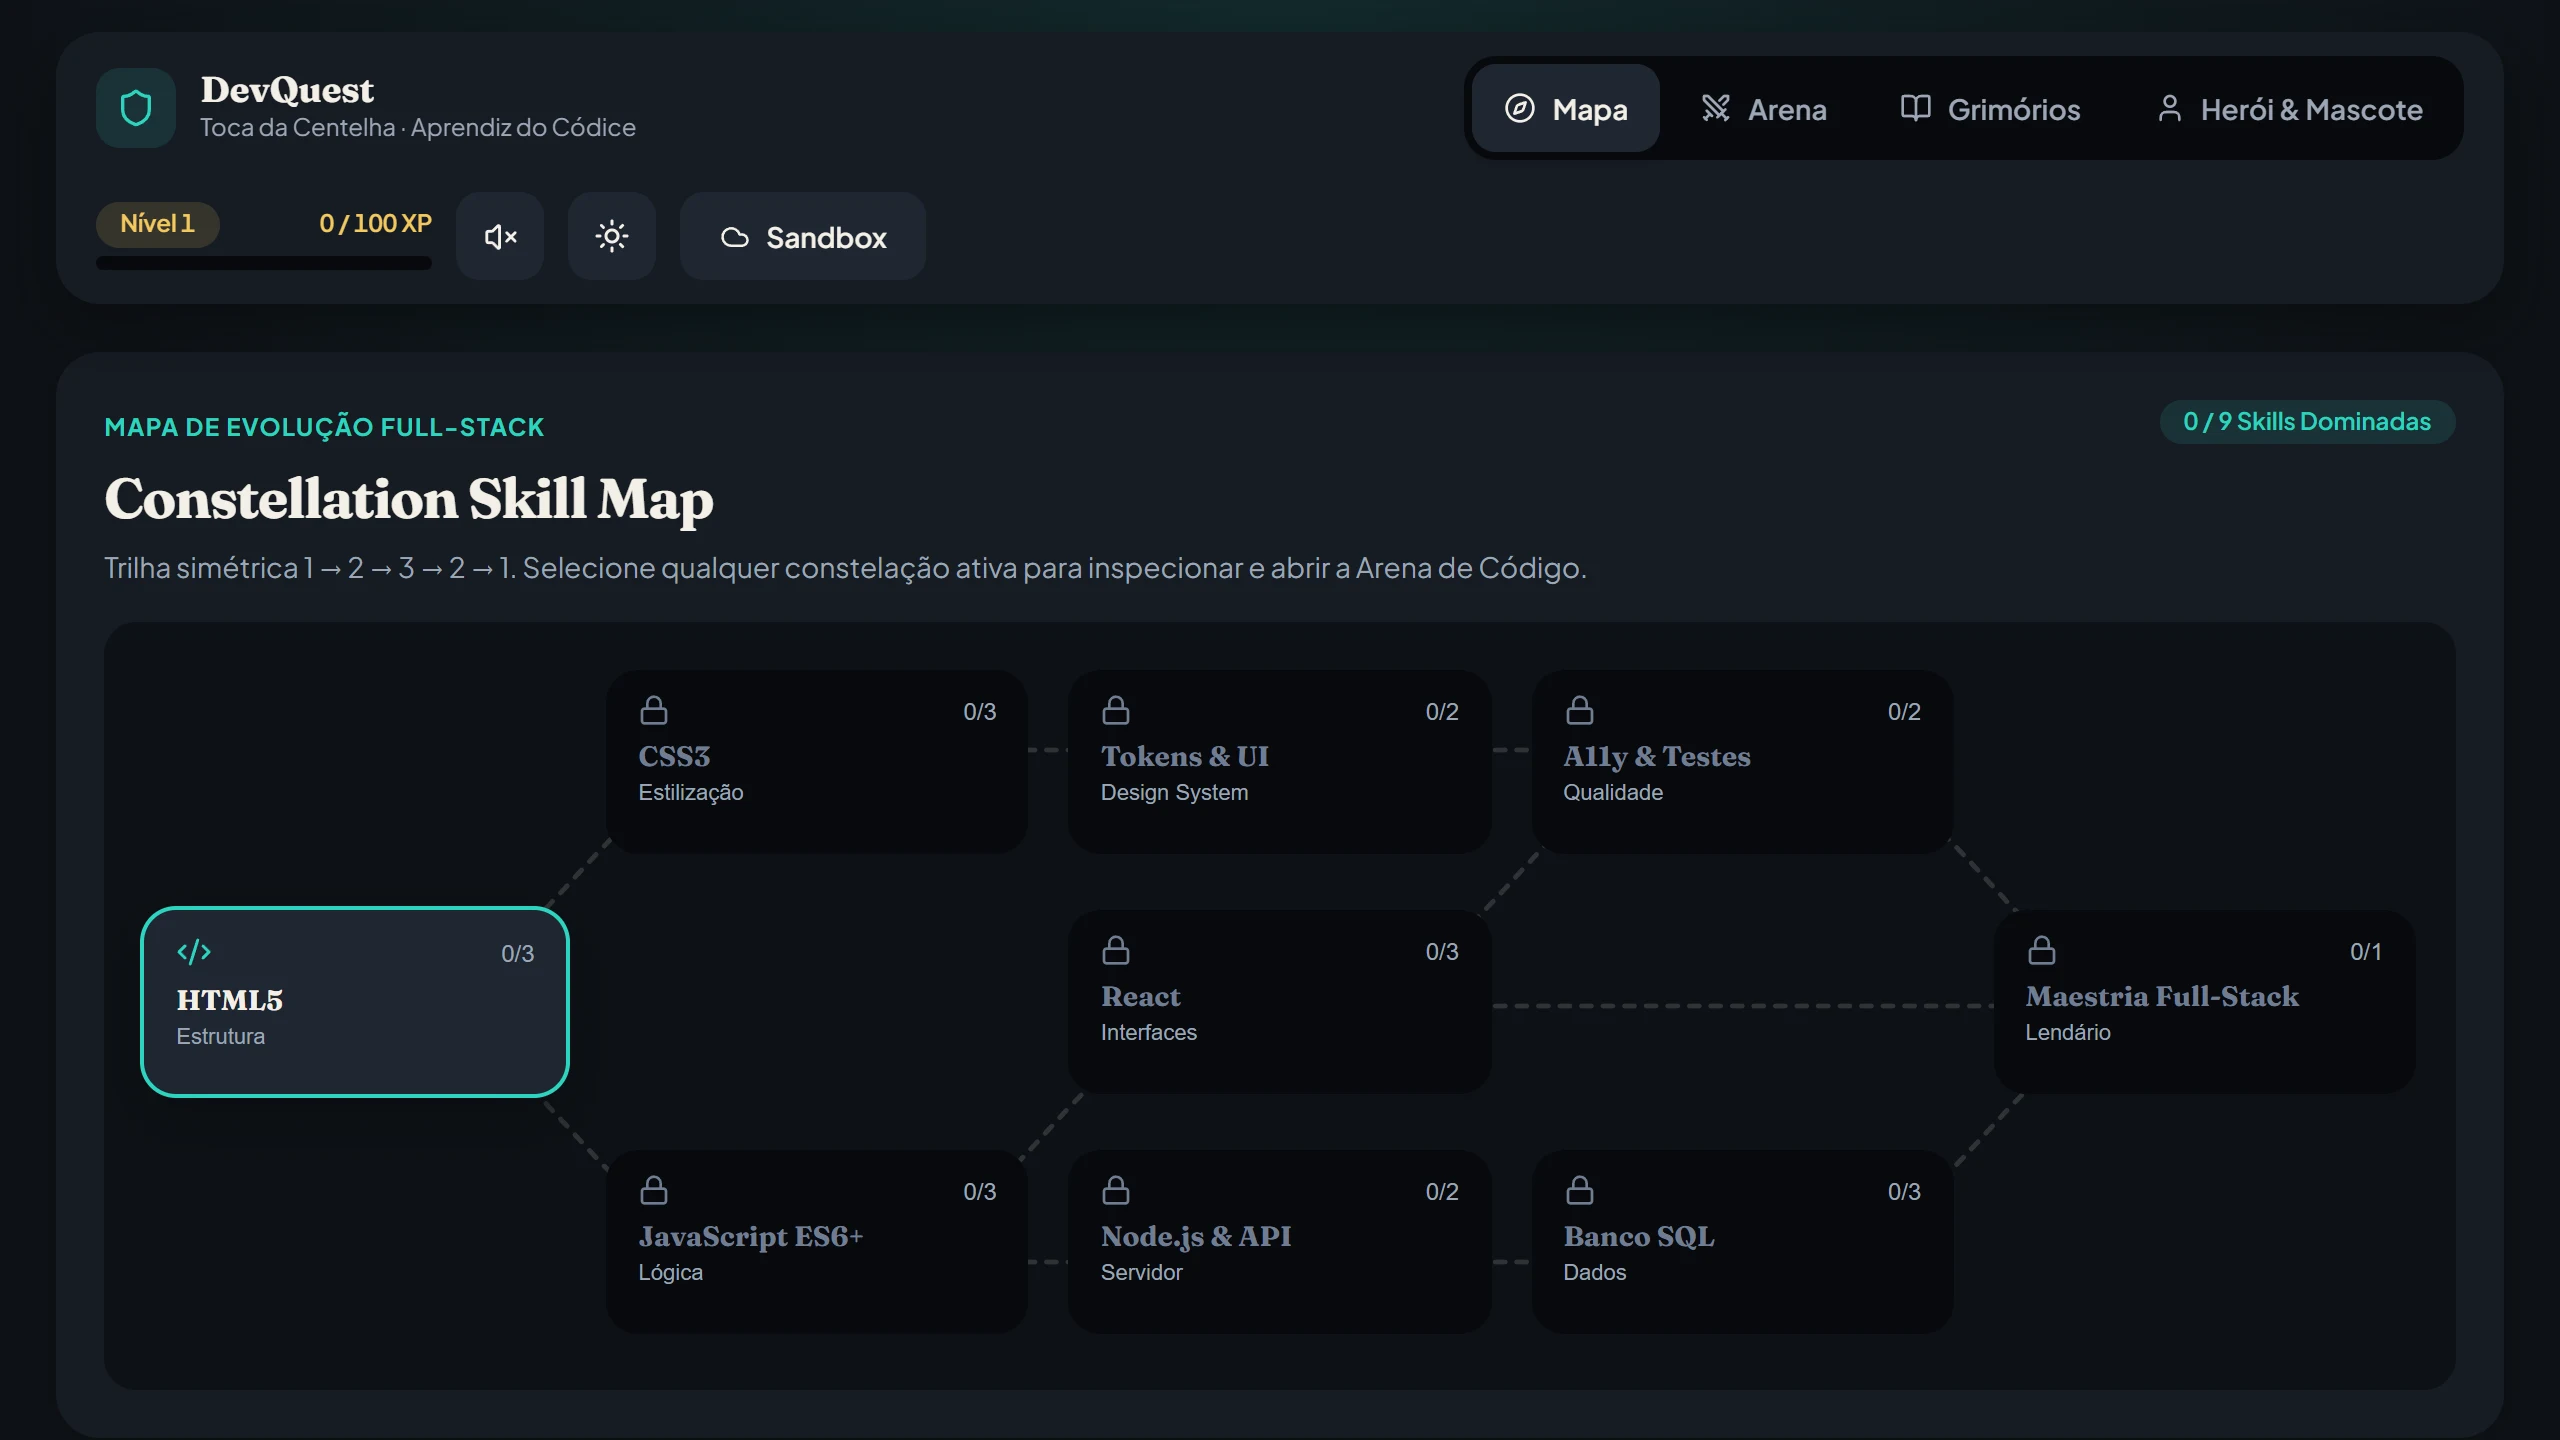 DevQuest
Toca da Centelha · Aprendiz do Códice
Mapa
Arena
Grimórios
Herói & Mascote
Nível 1
0 / 100 XP
Sandbox
MAPA DE EVOLUÇÃO FULL-STACK
0 / 9 Skills Dominadas
Constellation Skill Map
Trilha simétrica 1 → 2 → 3 → 2 → 1. Selecione qualquer constelação ativa para inspecionar e abrir a Arena de Código.
0/3
CSS3
Estilização
0/2
Tokens & UI
Design System
0/2
A11y & Testes
Qualidade
0/3
HTML5
Estrutura
0/3
React
Interfaces
0/1
Maestria Full-Stack
Lendário
0/3
JavaScript ES6+
Lógica
0/2
Node.js & API
Servidor
0/3
Banco SQL
Dados